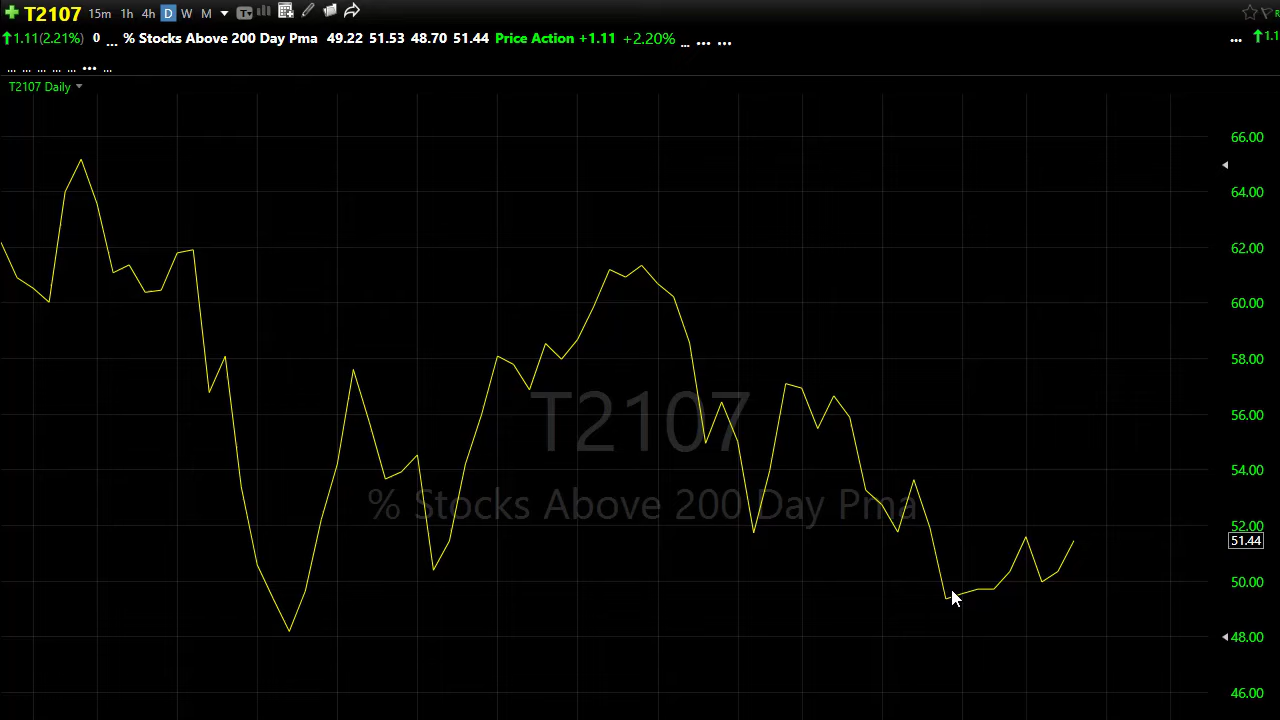 T2107 15m 1h 4h D W M
1.11(2.21%) 0 ... % Stocks Above 200 Day Pma 49.22 51.53 48.70 51.44 Price Action +1.11 +2.20% ... ... ... ... 1.1
... ... ... ... ... ... ...
T2107 Daily
66.00
64.00
62.00
60.00
58.00
56.00
T2107
54.00
% Stocks Above 200 Day Pma
52.00
51.44
50.00
48.00
46.00